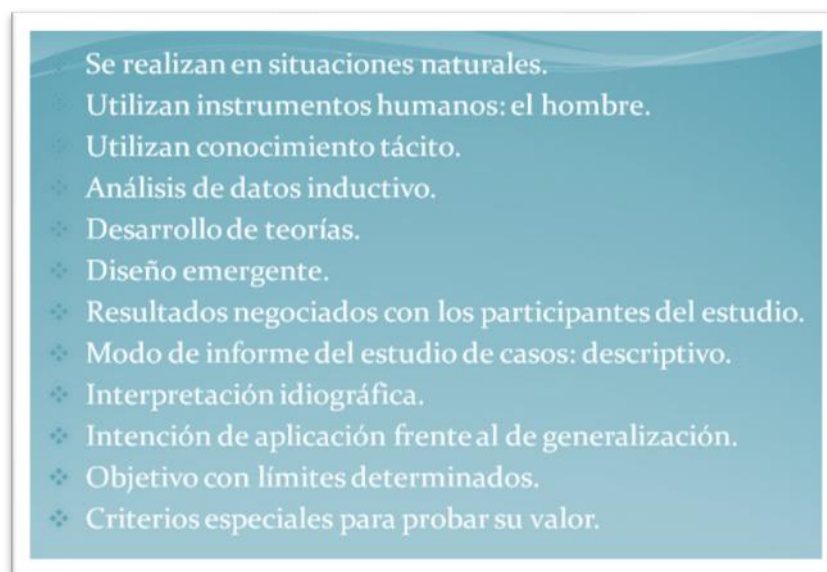 Se realizan en situaciones naturales.
Utilizan instrumentos humanos: el hombre.
Utilizan conocimiento tácito.
Análisis de datos inductivo.
Desarrollo de teorías.
Diseño emergente.
Resultados negociados con los participantes del estudio.
Modo de informe del estudio de casos: descriptivo.
Interpretación idiográfica.
Intención de aplicación frente al de generalización.
Objetivo con límites determinados.
Criterios especiales para probar su valor.